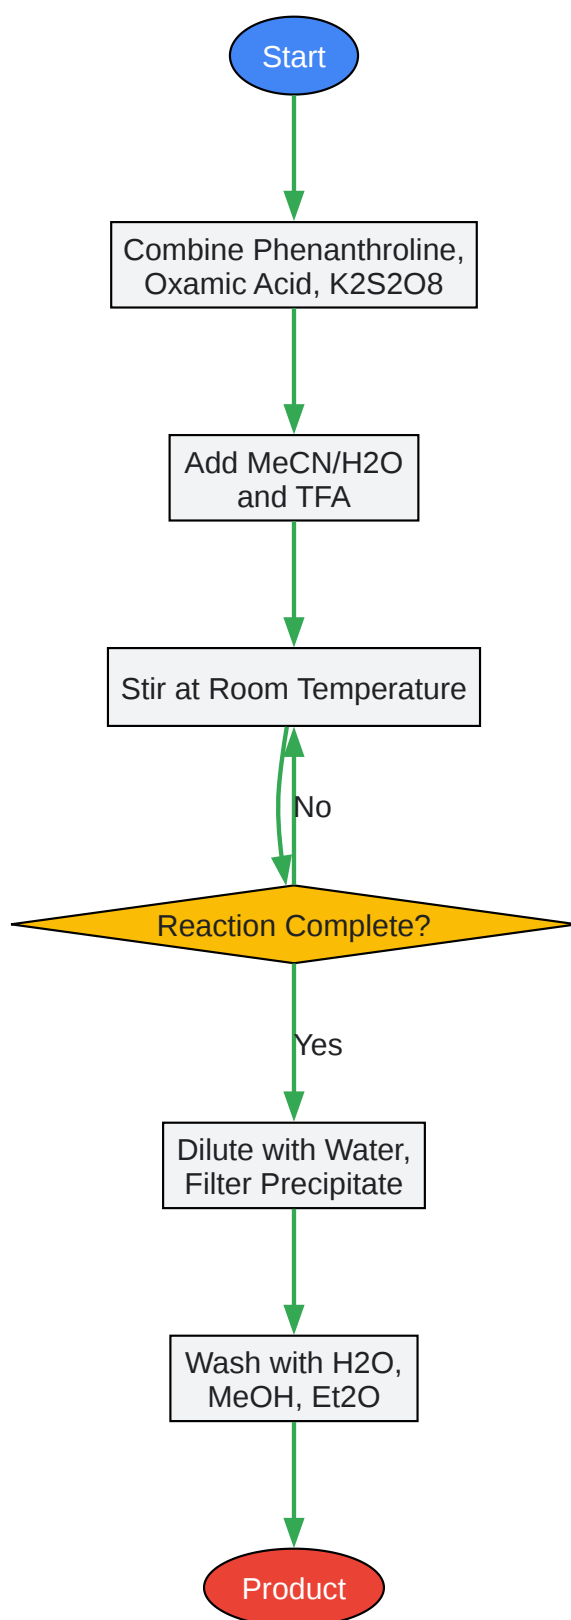 Start
Combine Phenanthroline,
Oxamic Acid, K2S2O8
Add MeCN/H2O
and TFA
Stir at Room Temperature
No
Reaction Complete?
Yes
Dilute with Water,
Filter Precipitate
Wash with H2O,
MeOH, Et2O
Product